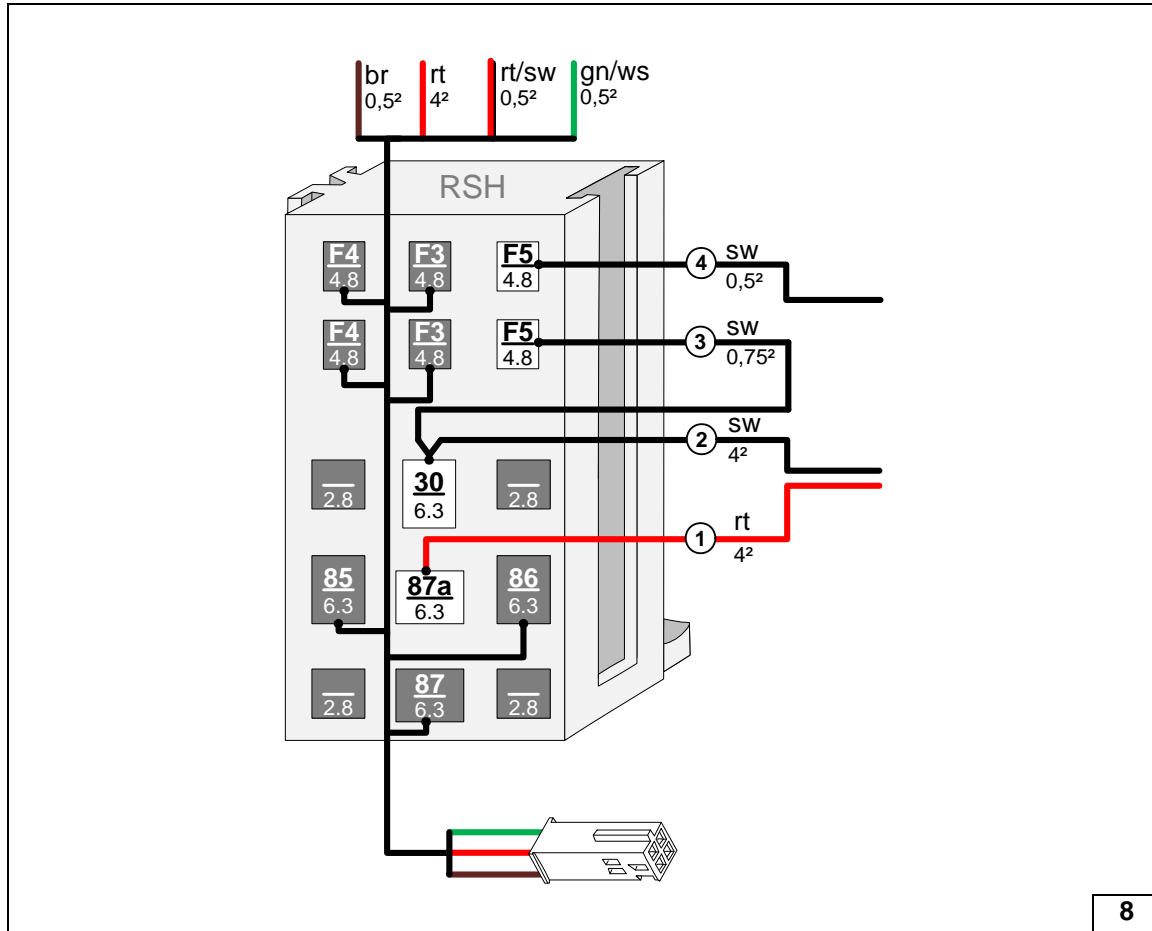 br rt rt/sw gn/ws
0,5² 4² 0,5² 0,5²
RSH
F4 F3 F5 4 sw
4.8 4.8 4.8 0,5²
F4 F3 F5 3 sw
4.8 4.8 4.8 0,75²
2 sw
4²
30
2.8 6.3 2.8
1 rt
4²
85 87a 86
6.3 6.3 6.3
87
2.8 6.3 2.8
8